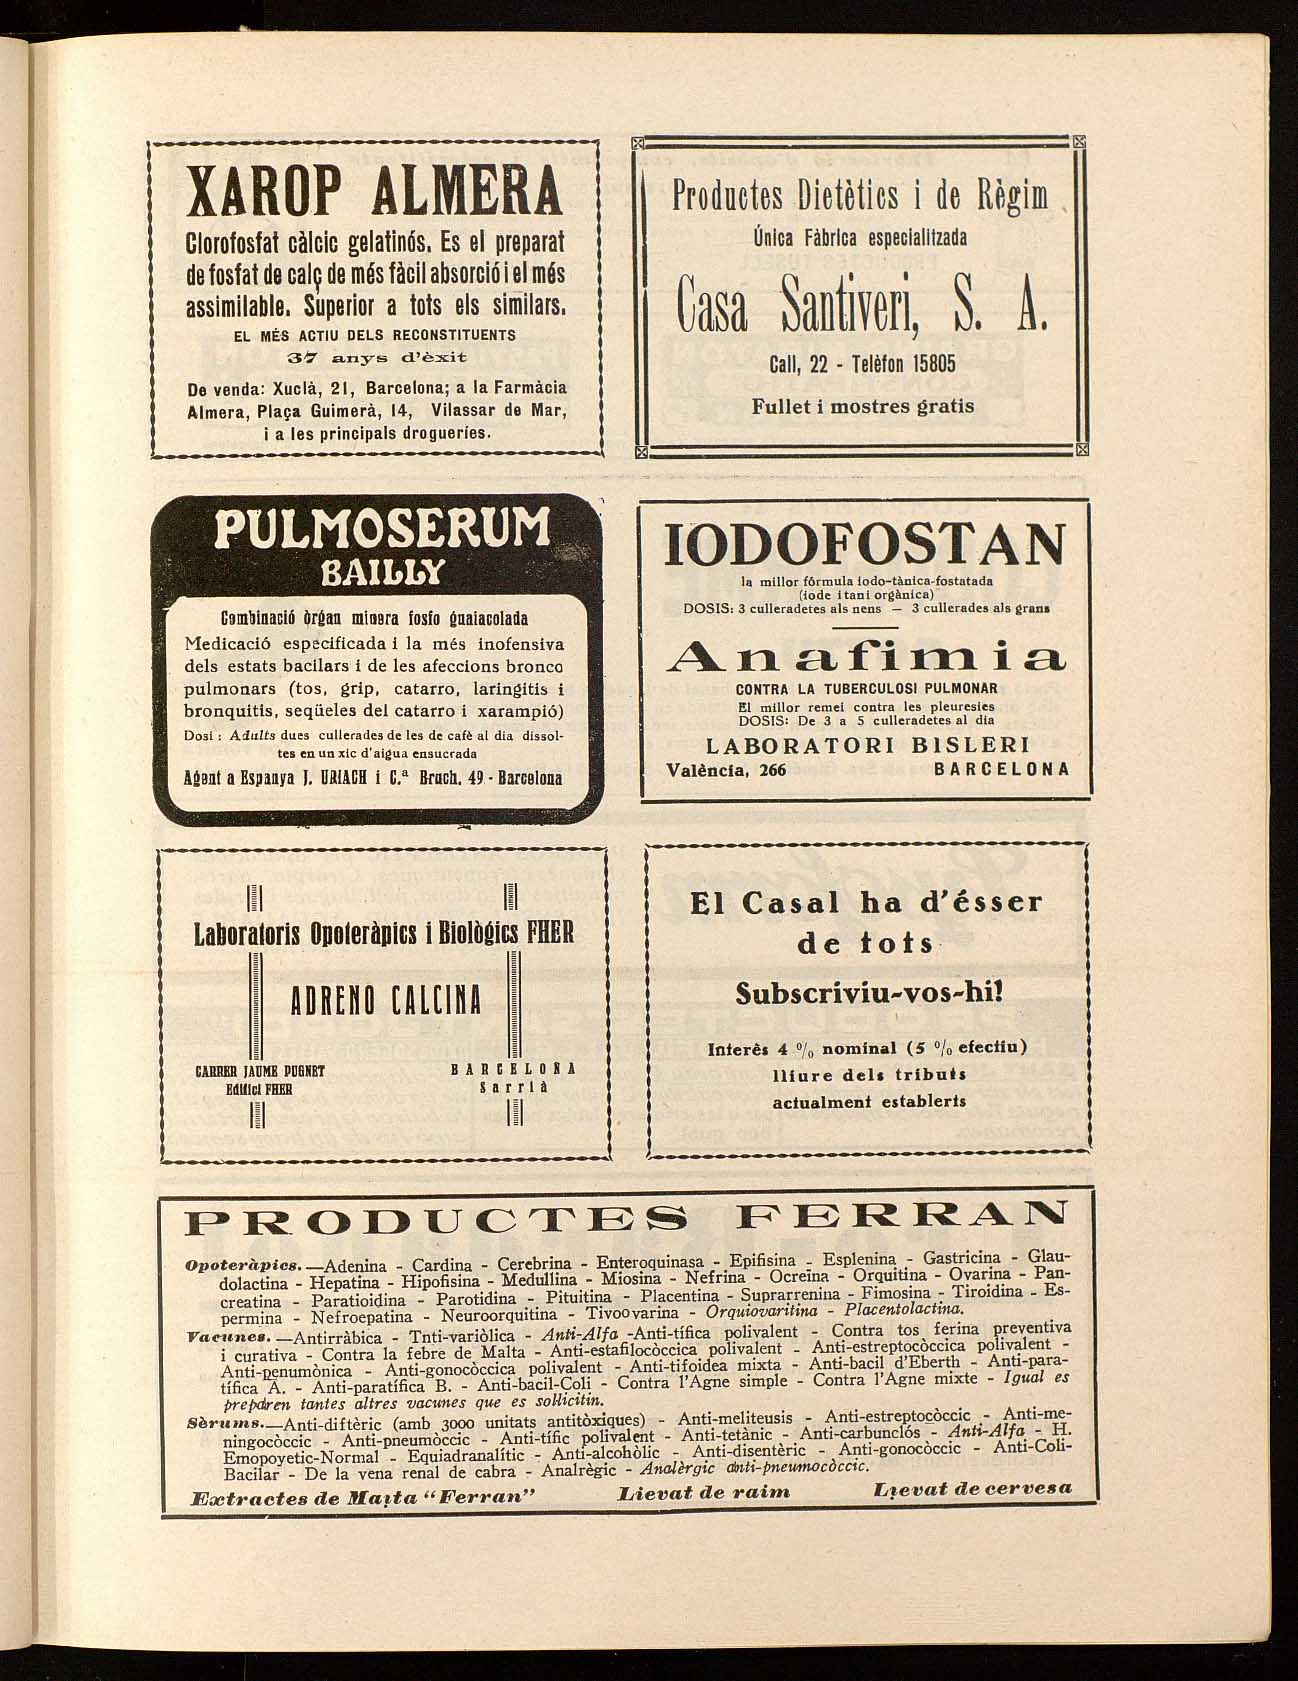 XAROP ALMERA
Clorofosfat càlcic gelatinós. Es el preparat
de fosfat de calç de més fàcil absorció i el més
assimilable. Superior a tots els similars.
EL MÉS ACTIU DELS RECONSTITUENTS
37 anys d'èxit
De venda: Xuclà, 21, Barcelona; a la Farmàcia
Almera, Plaça Guimerà, 14, Vilassar de Mar,
i a les principals drogueríes.
Productes Dietètics i de Règim
Única Fàbrica especialitzada
Casa Santiveri, S. A.
Call, 22 - Telèfon 15805
Fullet i mostres gratis
PULMOSERUM
BAILLY
Combinació òrgan minera fosfo guaiacolada
Medicació especificada i la més inofensiva
dels estats bacilars i de les afeccions bronco
pulmonars (tos, grip, catarro, laringitis i
bronquitis, seqüeles del catarro i xarampió)
Dosi : Adults dues cullerades de les de cafè al dia dissol-
tes en un xic d'aigua ensucrada
Agent a Espanya J. URIACH i C.ª Bruch, 49 - Barcelona
IODOFOSTAN
la millor fórmula iodo-tànica-fostatada
(iode i tani orgànica)
DOSIS: 3 culleradetes als nens — 3 cullerades als grans
Anafimia
CONTRA LA TUBERCULOSI PULMONAR
El millor remei contra les pleuresies
DOSIS: De 3 a 5 culleradetes al dia
LABORATORI BISLERI
València, 266 BARCELONA
Laboratoris Opoteràpics i Biològics FHER
ADRENO CALCINA
CARRER JAUME PUGNET
Edifici FHER
BARCELONA
Sarrià
El Casal ha d'ésser
de tots
Subscriviu-vos-hi!
Interès 4 % nominal (5 % efectiu)
lliure dels tributs
actualment establerts
PRODUCTES FERRAN
Opoteràpics.—Adenina - Cardina - Cerebrina - Enteroquinasa - Epifisina - Esplenina - Gastricina - Glau-
dolactina - Hepatina - Hipofisina - Medullina - Miosina - Nefrina - Ocreïna - Orquitina - Ovarina - Pan-
creatina - Paratioidina - Parotidina - Pituitina - Placentina - Suprarrenina - Fimosina - Tiroidina - Es-
permina - Nefroepatina - Neuroorquitina - Tivoovarina - Orquiovaritina - Placentolactina.
Vacunes.—Antirràbica - Tnti-variòlica - Anti-Alfa -Anti-tífica polivalent - Contra tos ferina preventiva
i curativa - Contra la febre de Malta - Anti-estafilocòccica polivalent - Anti-estreptocòccica polivalent -
Anti-penumònica - Anti-gonocòccica polivalent - Anti-tifoidea mixta - Anti-bacil d'Eberth - Anti-para-
tífica A. - Anti-paratífica B. - Anti-bacil-Coli - Contra l'Agne simple - Contra l'Agne mixte - Igual es
preparen tantes altres vacunes que es sol·licitin.
Sèrums.—Anti-diftèric (amb 3000 unitats antitòxiques) - Anti-meliteusis - Anti-estreptocòccic - Anti-me-
ningocòccic - Anti-pneumòccic - Anti-tífic polivalent - Anti-tetànic - Anti-carbunclós - Anti-Alfa - H.
Emopoyetic-Normal - Equiadranalític - Anti-alcohòlic - Anti-disentèric - Anti-gonocòccic - Anti-Coli-
Bacilar - De la vena renal de cabra - Analrègic - Analèrgic anti-pneumocòccic.
Extractes de Malta "Ferran" Llevat de raim Llevat de cervesa